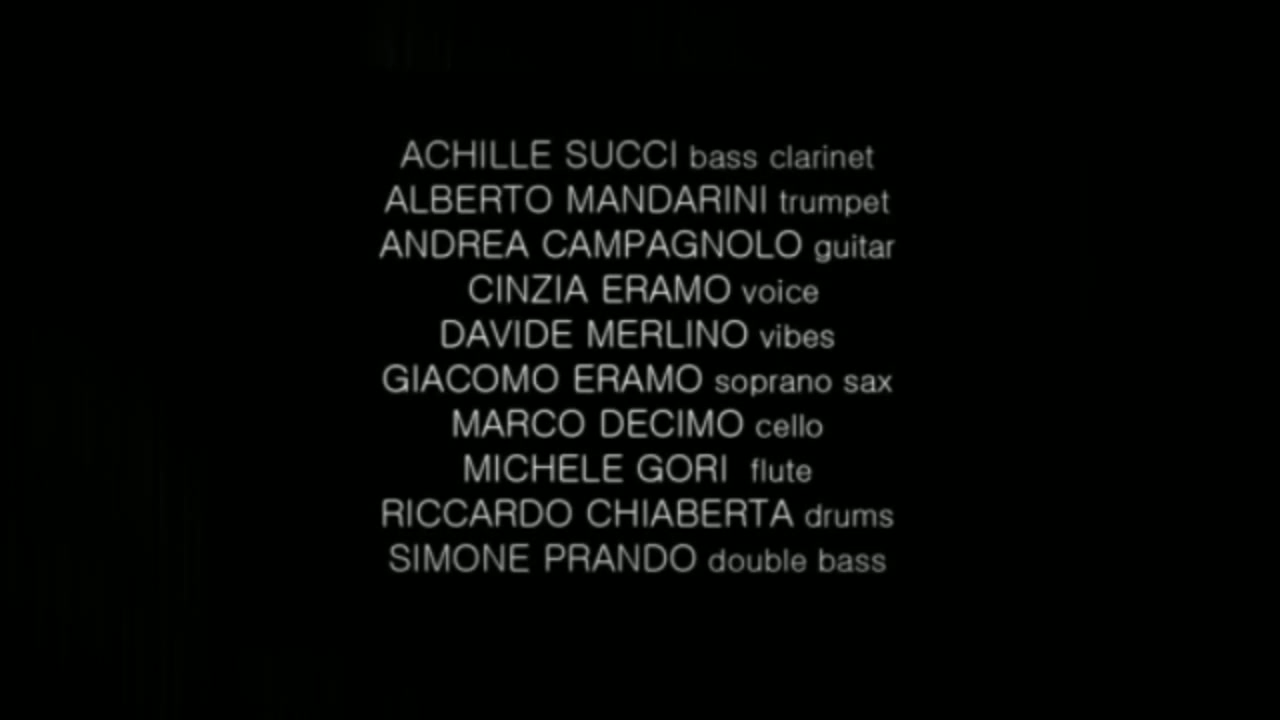 ACHILLE SUCCI bass clarinet
ALBERTO MANDARINI trumpet
ANDREA CAMPAGNOLO guitar
CINZIA ERAMO voice
DAVIDE MERLINO vibes
GIACOMO ERAMO soprano sax
MARCO DECIMO cello
MICHELE GORI flute
RICCARDO CHIABERTA drums
SIMONE PRANDO double bass